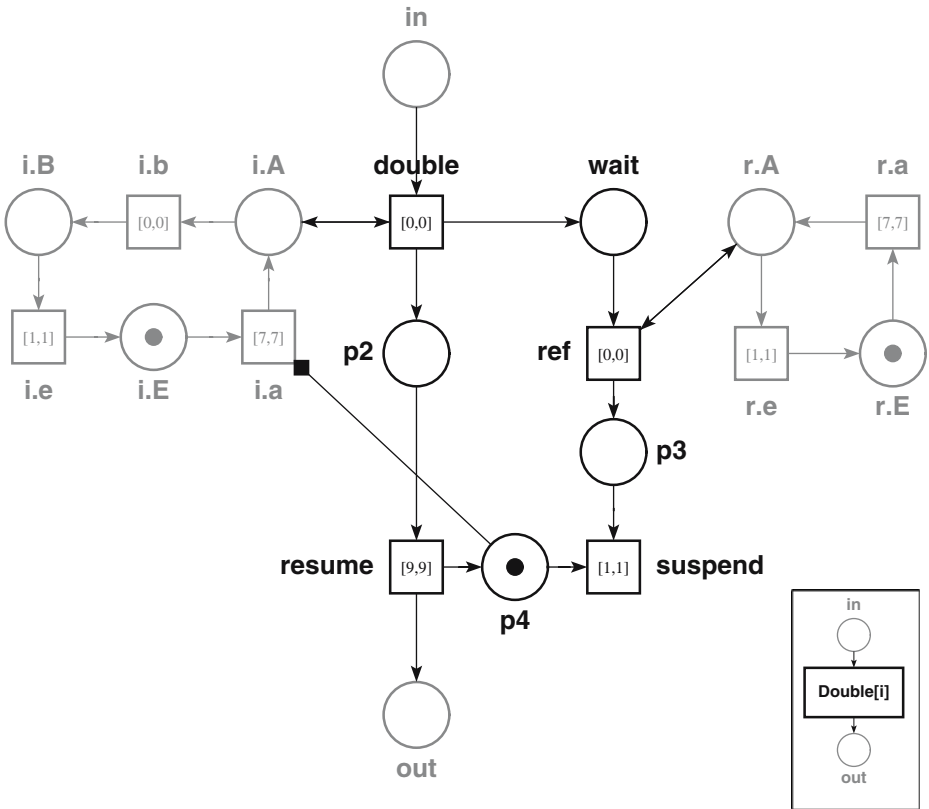 in
i.B i.b i.A double wait r.A r.a
[0,0] [0,0] [7,7]
[1,1] [7,7] p2 ref [0,0] [1,1]
i.e i.E i.a r.e r.E
p3
resume [9,9] [1,1] suspend
p4
in
Double[i]
out
out